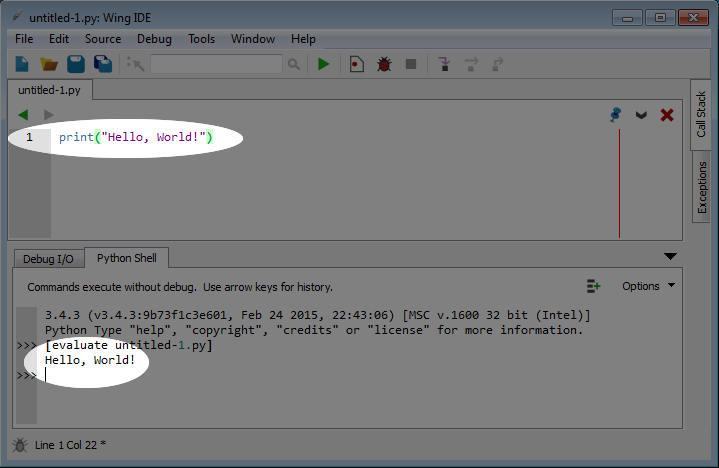 untitled-1.py: Wing IDE
File Edit Source Debug Tools Window Help
untitled-1.py
1 print("Hello, World!")
Call Stack
Exceptions
Debug I/O Python Shell
Commands execute without debug. Use arrow keys for history. Options
3.4.3 (v3.4.3:9b73f1c3e601, Feb 24 2015, 22:43:06) [MSC v.1600 32 bit (Intel)]
Python Type "help", "copyright", "credits" or "license" for more information.
>>> [evaluate untitled-1.py]
Hello, World!
>>>
Line 1 Col 22 *